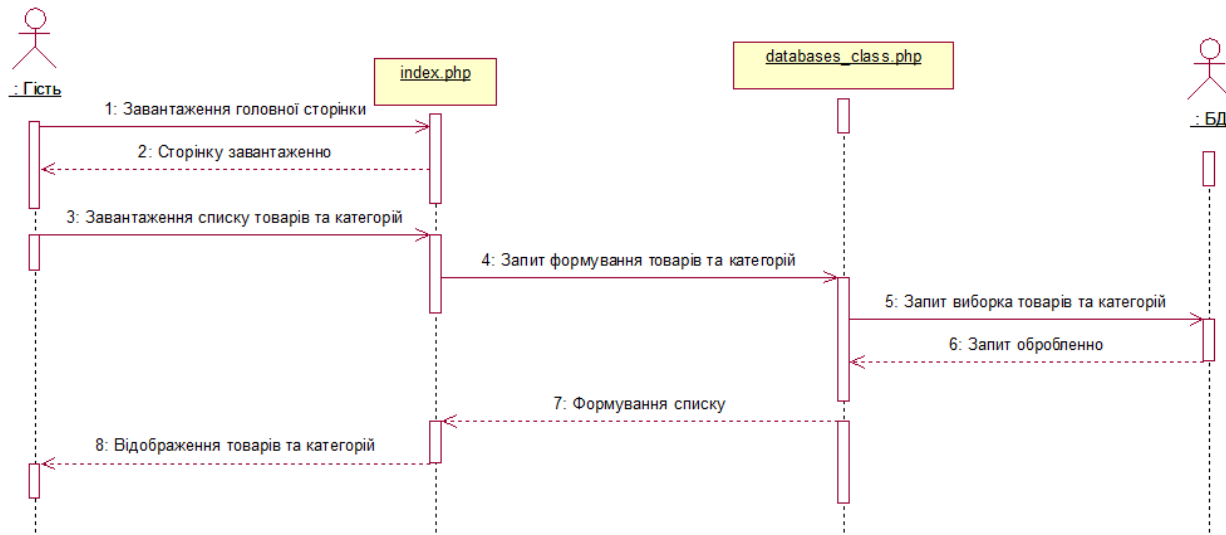 : Гість
index.php
databases_class.php
: БД
1: Завантаження головної сторінки
2: Сторінку завантаженно
3: Завантаження списку товарів та категорій
4: Запит формування товарів та категорій
5: Запит виборка товарів та категорій
6: Запит обробленно
7: Формування списку
8: Відображення товарів та категорій